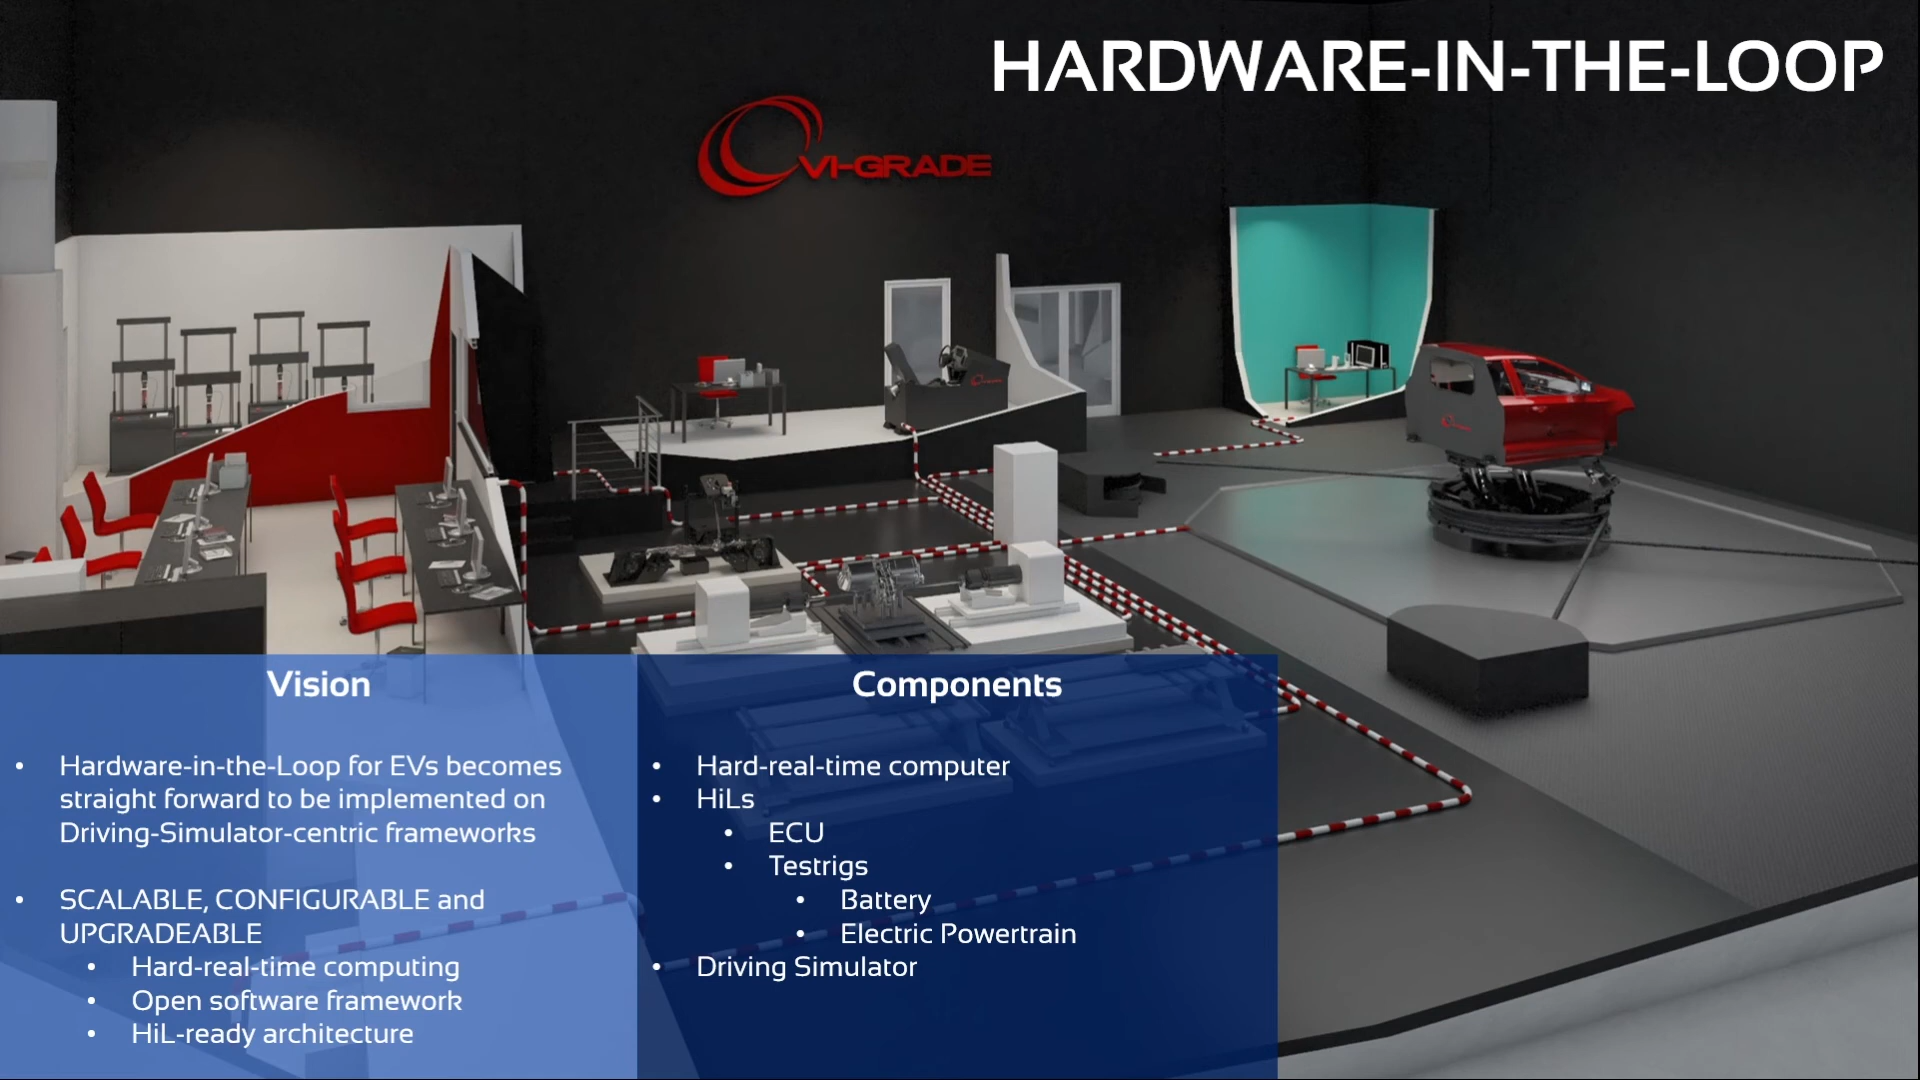 HARDWARE-IN-THE-LOOP
VI-GRADE
Vision
• Hardware-in-the-Loop for EVs becomes
straight forward to be implemented on
Driving-Simulator-centric frameworks
• SCALABLE, CONFIGURABLE and
UPGRADEABLE
• Hard-real-time computing
• Open software framework
• HiL-ready architecture
Components
• Hard-real-time computer
• HiLs
• ECU
• Testrigs
• Battery
• Electric Powertrain
• Driving Simulator